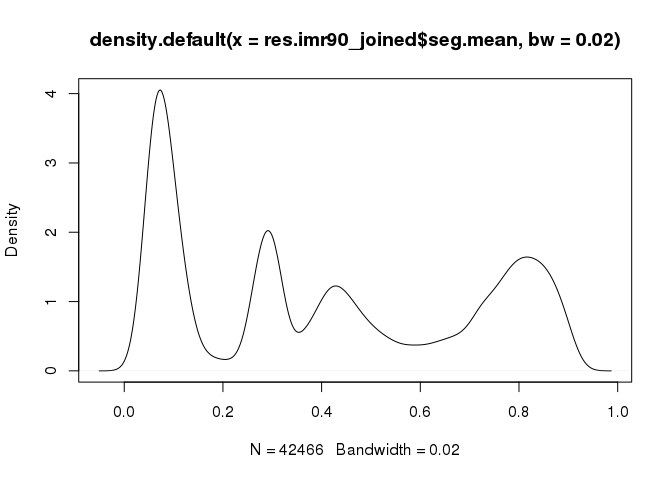 density.default(x = res.imr90_joined$seg.mean, bw = 0.02)
Density
4
3
2
1
0
0.0 0.2 0.4 0.6 0.8 1.0
N = 42466 Bandwidth = 0.02